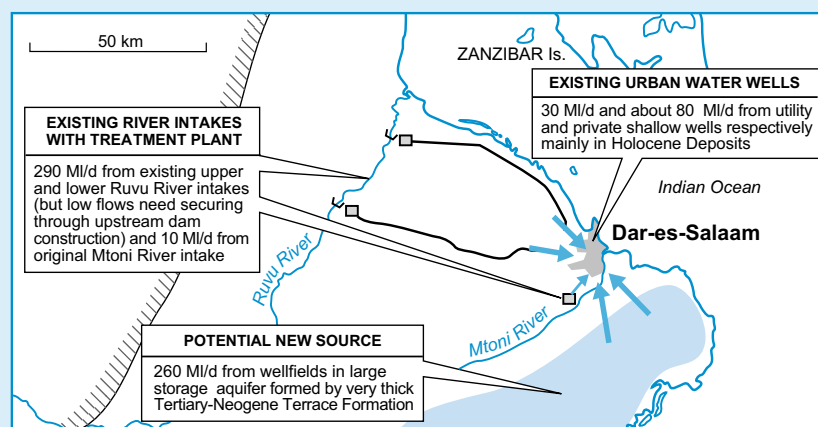 50 km
ZANZIBAR Is.
EXISTING URBAN WATER WELLS
30 Ml/d and about 80 Ml/d from utility
and private shallow wells respectively
mainly in Holocene Deposits
EXISTING RIVER INTAKES
WITH TREATMENT PLANT
290 Ml/d from existing upper
and lower Ruvu River intakes
(but low flows need securing
through upstream dam
construction) and 10 Ml/d from
original Mtoni River intake
Indian Ocean
Dar-es-Salaam
Ruvu River
Mtoni River
POTENTIAL NEW SOURCE
260 Ml/d from wellfields in large
storage aquifer formed by very thick
Tertiary-Neogene Terrace Formation